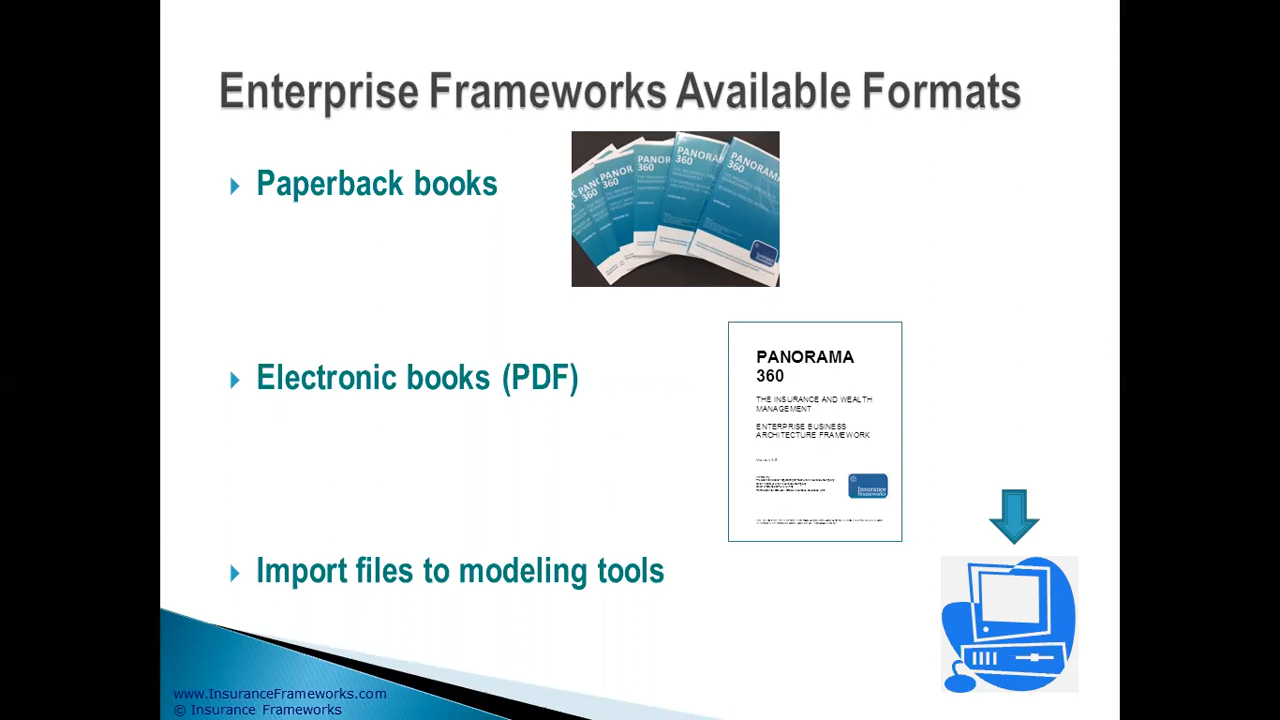 Enterprise Frameworks Available Formats
Paperback books
PANORAMA
360
PANORAMA
360
PANORAMA
360
Electronic books (PDF)
PANORAMA
360
THE INSURANCE AND WEALTH
MANAGEMENT
ENTERPRISE BUSINESS
ARCHITECTURE FRAMEWORK
Insurance
Frameworks
Import files to modeling tools
www.InsuranceFrameworks.com
© Insurance Frameworks